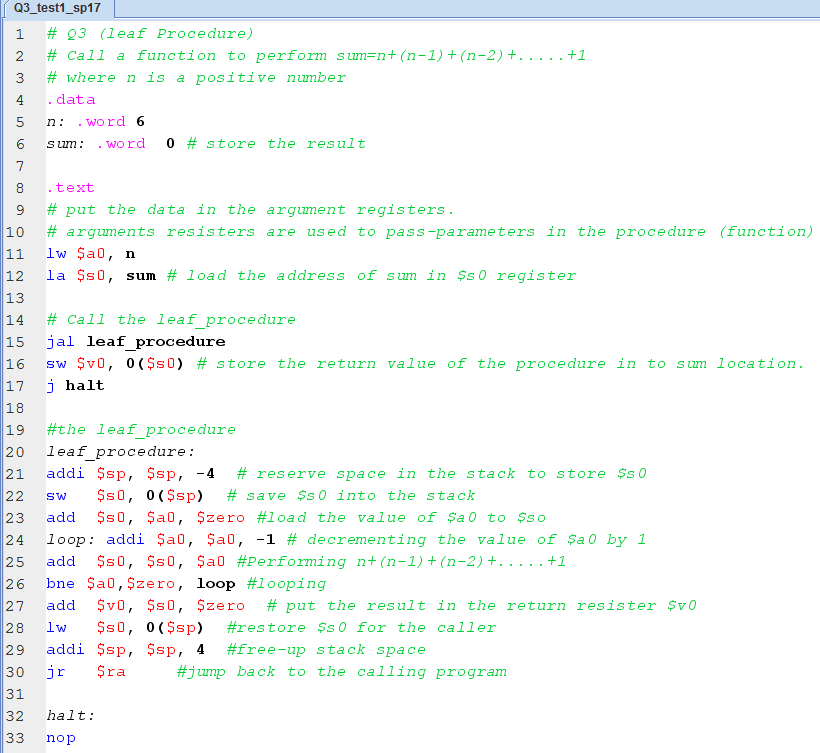 Q3_test1_sp17
1 # Q3 (leaf Procedure)
2 # Call a function to perform sum=n+(n-1)+(n-2)+.....+1
3 # where n is a positive number
4 .data
5 n: .word 6
6 sum: .word  0 # store the result
7
8 .text
9 # put the data in the argument registers.
10 # arguments resisters are used to pass-parameters in the procedure (function)
11 lw $a0, n
12 la $s0, sum # load the address of sum in $s0 register
13
14 # Call the leaf_procedure
15 jal leaf_procedure
16 sw $v0, 0($s0) # store the return value of the procedure in to sum location.
17 j halt
18
19 #the leaf_procedure
20 leaf_procedure:
21 addi $sp, $sp, -4  # reserve space in the stack to store $s0
22 sw   $s0, 0($sp)  # save $s0 into the stack
23 add  $s0, $a0, $zero #load the value of $a0 to $so
24 loop: addi $a0, $a0, -1 # decrementing the value of $a0 by 1
25 add  $s0, $s0, $a0 #Performing n+(n-1)+(n-2)+.....+1
26 bne $a0,$zero, loop #looping
27 add  $v0, $s0, $zero  # put the result in the return resister $v0
28 lw   $s0, 0($sp)  #restore $s0 for the caller
29 addi $sp, $sp, 4  #free-up stack space
30 jr   $ra     #jump back to the calling program
31
32 halt:
33 nop